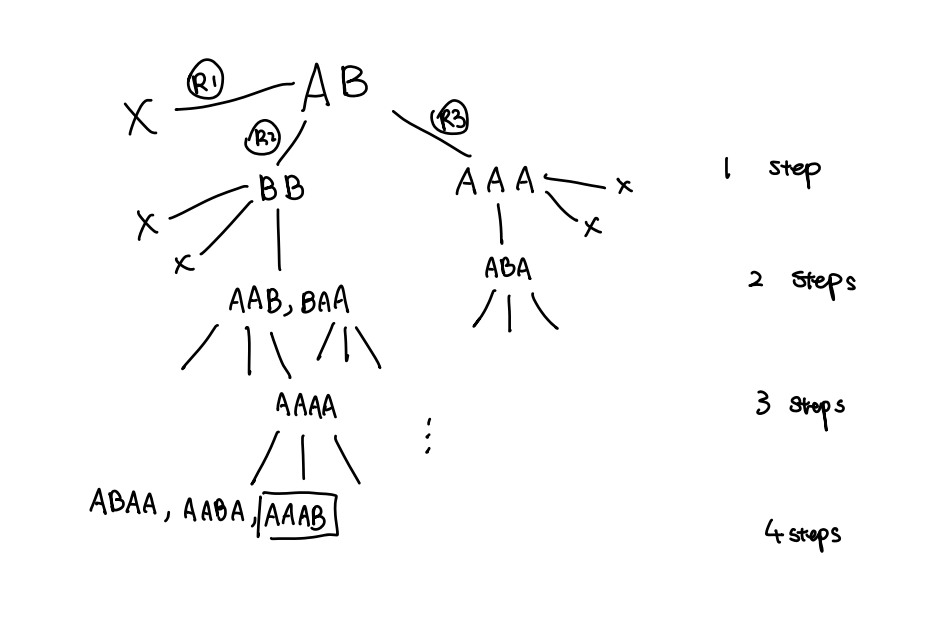 R1 AB
X R2 R3
BB AAA x 1 step
X x x
ABA
AAB, BAA 2 steps
AAAA 3 steps
ABAA, AABA, AAAB 4 steps